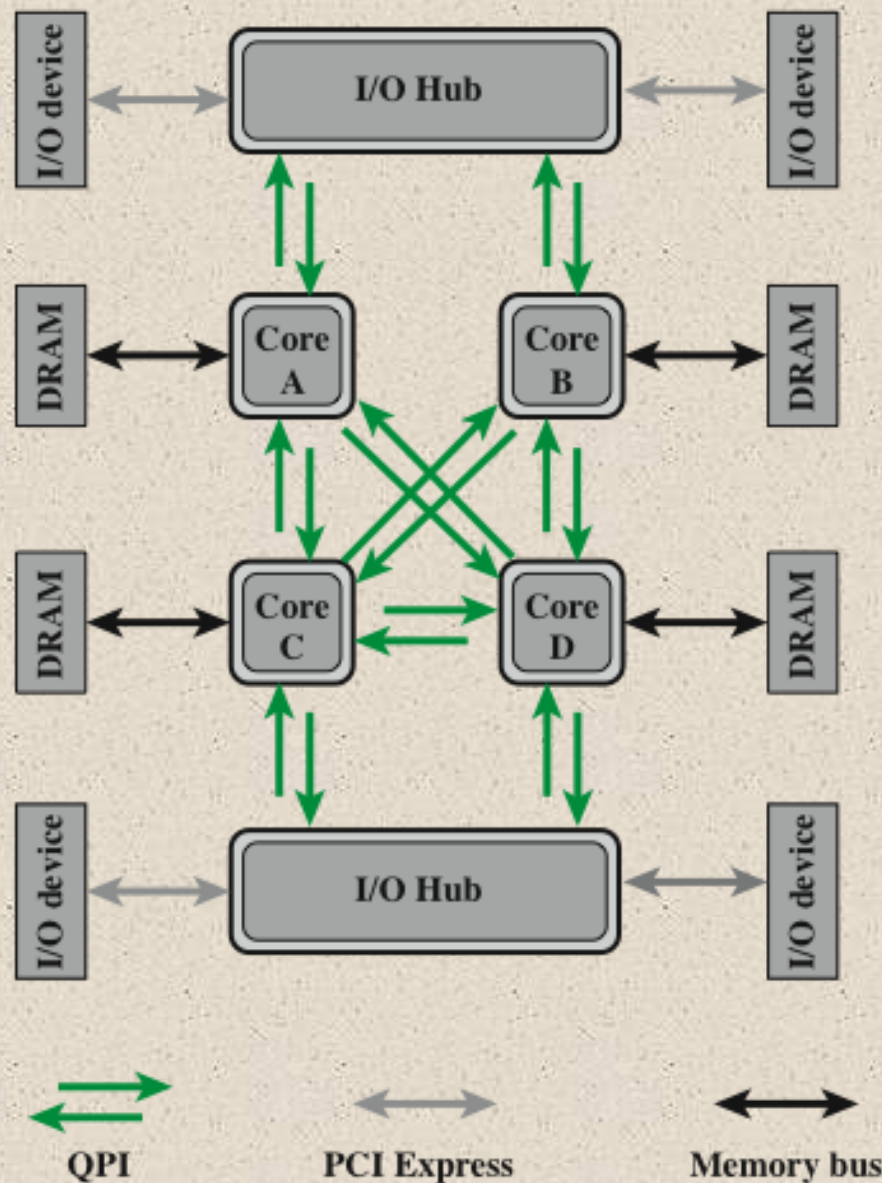 I/O device
I/O Hub
I/O device
DRAM
Core
A
Core
B
DRAM
DRAM
Core
C
Core
D
DRAM
I/O device
I/O Hub
I/O device
QPI
PCI Express
Memory bus